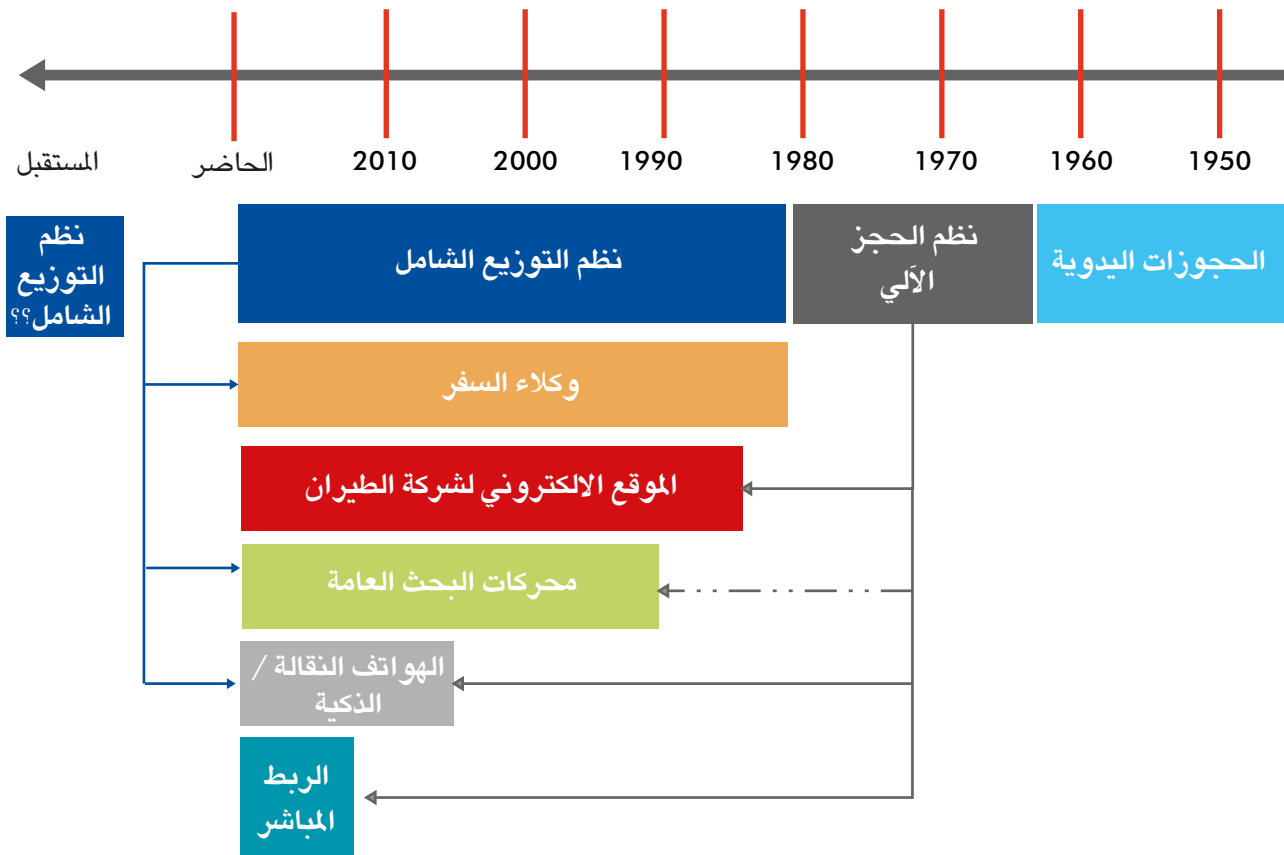 1950 1960 1970 1980 1990 2000 2010 الحاضر المستقبل
الحجوزات اليدوية
نظم الحجز
الآلي
نظم التوزيع الشامل
نظم
التوزيع
الشامل؟؟
وكلاء السفر
الموقع الالكتروني لشركة الطيران
محركات البحث العامة
الهواتف النقالة /
الذكية
الربط
المباشر